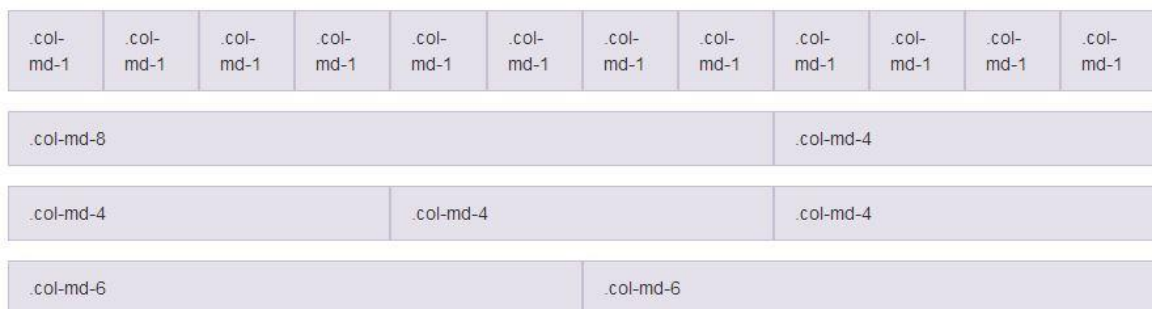 .col- .col- .col- .col- .col- .col- .col- .col- .col- .col- .col- .col-
md-1 md-1 md-1 md-1 md-1 md-1 md-1 md-1 md-1 md-1 md-1 md-1
.col-md-8 .col-md-4
.col-md-4 .col-md-4 .col-md-4
.col-md-6 .col-md-6